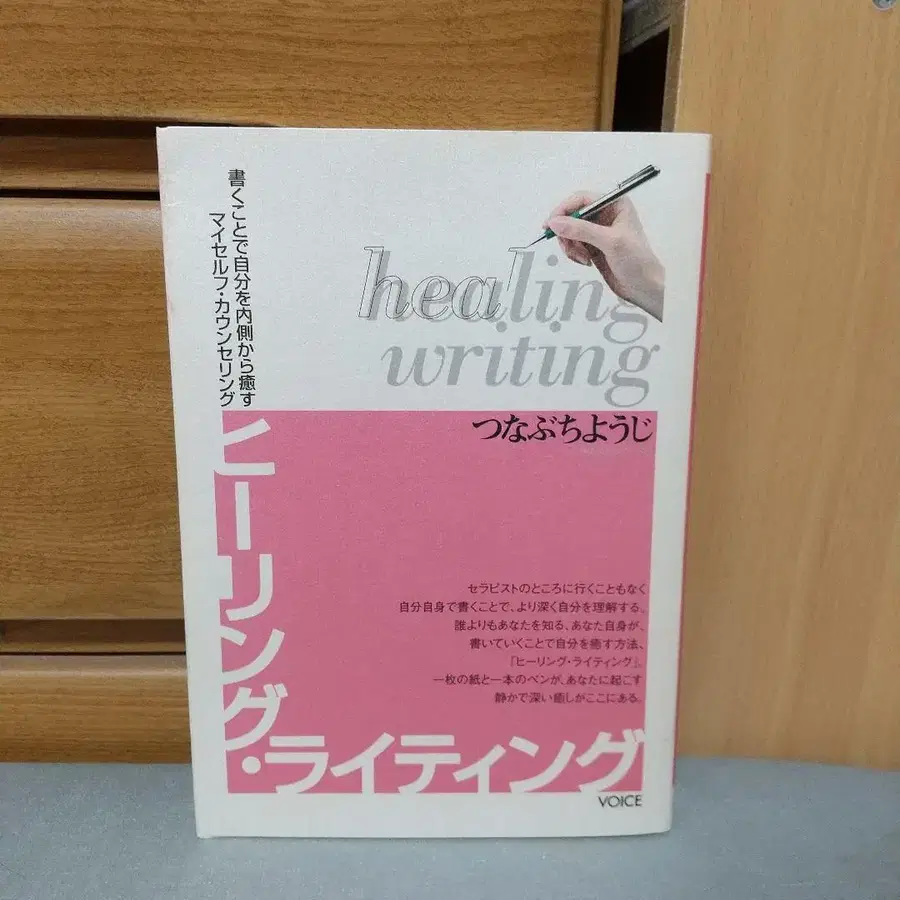 書くことで自分を内側から癒す
マイセルフ・カウンセリング
healing
writing
つなぶちようじ
ヒーリング・ライティング
セラピストのところに行くこともなく
自分自身で書くことで、より深く自分を理解する。
誰よりもあなたを知る、あなた自身が、
書いていくことで自分を癒す方法、
『ヒーリング・ライティング』。
一枚の紙と一本のペンが、あなたに起こす
静かで深い癒しがここにある。
VOICE